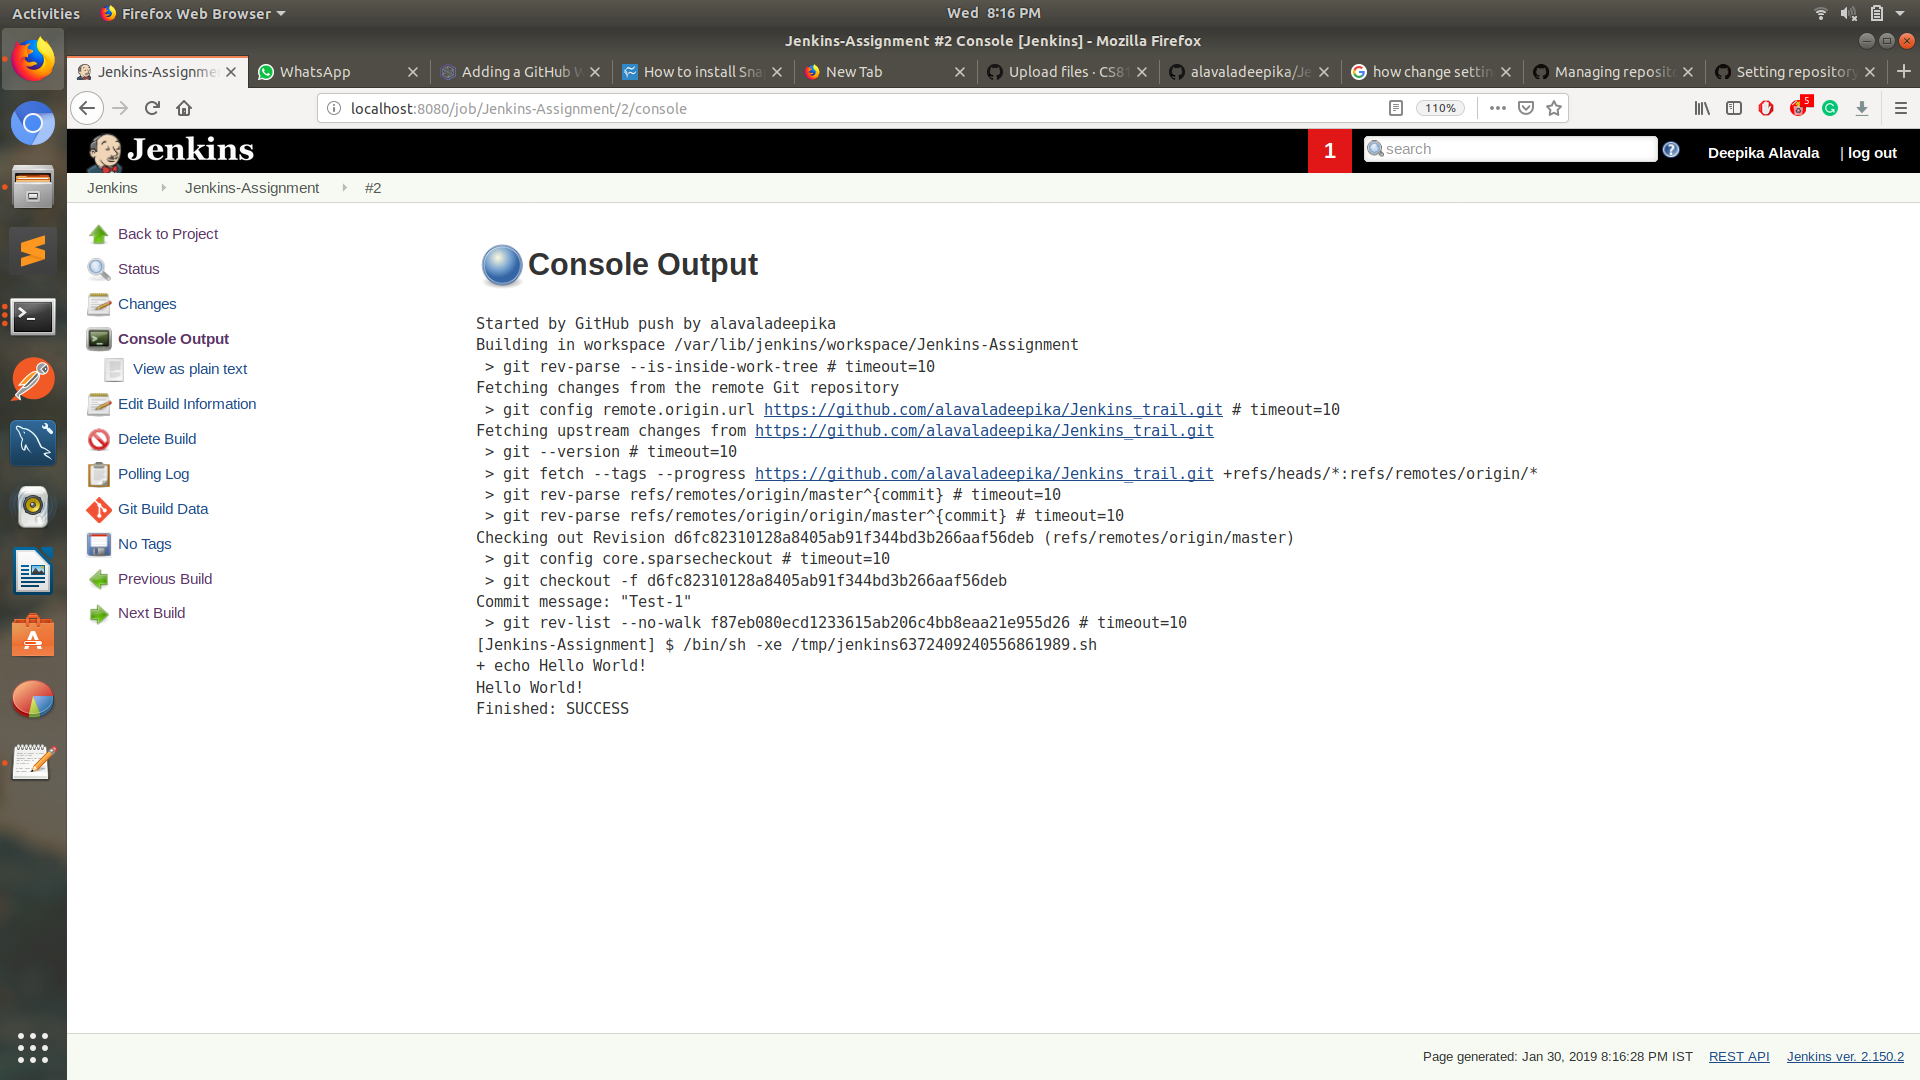 Activities
Firefox Web Browser
Wed 8:16 PM
Jenkins-Assignment #2 Console [Jenkins] - Mozilla Firefox
Jenkins-Assignme
WhatsApp
Adding a GitHub W
How to install Sna
New Tab
Upload files · CS81
alavaladeepika/Je
how change settin
Managing reposito
Setting repository
localhost:8080/job/Jenkins-Assignment/2/console
110%
5
Jenkins
1
search
Deepika Alavala
| log out
Jenkins
Jenkins-Assignment
#2
Back to Project
Status
Changes
Console Output
View as plain text
Edit Build Information
Delete Build
Polling Log
Git Build Data
No Tags
Previous Build
Next Build
Console Output
Started by GitHub push by alavaladeepika
Building in workspace /var/lib/jenkins/workspace/Jenkins-Assignment
> git rev-parse --is-inside-work-tree # timeout=10
Fetching changes from the remote Git repository
> git config remote.origin.url https://github.com/alavaladeepika/Jenkins_trail.git # timeout=10
Fetching upstream changes from https://github.com/alavaladeepika/Jenkins_trail.git
> git --version # timeout=10
> git fetch --tags --progress https://github.com/alavaladeepika/Jenkins_trail.git +refs/heads/*:refs/remotes/origin/*
> git rev-parse refs/remotes/origin/master^{commit} # timeout=10
> git rev-parse refs/remotes/origin/origin/master^{commit} # timeout=10
Checking out Revision d6fc82310128a8405ab91f344bd3b266aaf56deb (refs/remotes/origin/master)
> git config core.sparsecheckout # timeout=10
> git checkout -f d6fc82310128a8405ab91f344bd3b266aaf56deb
Commit message: "Test-1"
> git rev-list --no-walk f87eb080ecd1233615ab206c4bb8eaa21e955d26 # timeout=10
[Jenkins-Assignment] $ /bin/sh -xe /tmp/jenkins6372409240556861989.sh
+ echo Hello World!
Hello World!
Finished: SUCCESS
Page generated: Jan 30, 2019 8:16:28 PM IST
REST API
Jenkins ver. 2.150.2